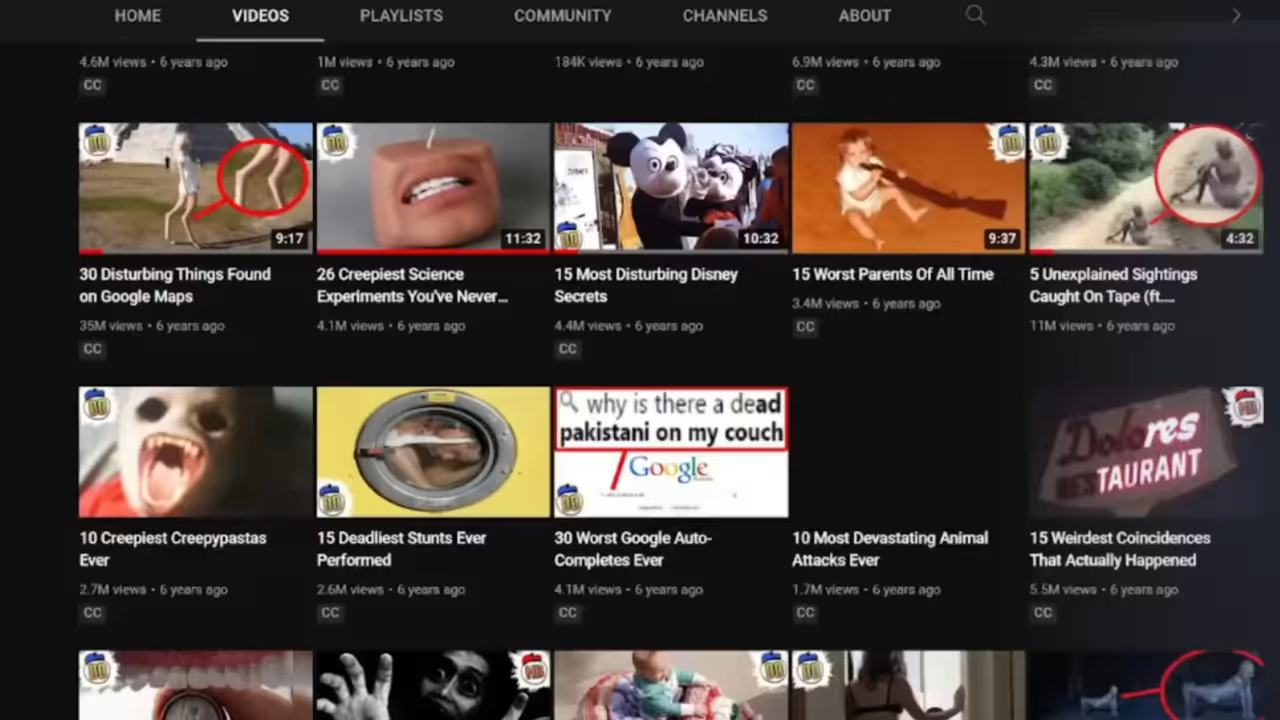 HOME VIDEOS PLAYLISTS COMMUNITY CHANNELS ABOUT
4.6M views • 6 years ago
CC
1M views • 6 years ago
CC
184K views • 6 years ago
6.9M views • 6 years ago
CC
4.3M views • 6 years ago
CC
9:17
30 Disturbing Things Found
on Google Maps
35M views • 6 years ago
CC
11:32
26 Creepiest Science
Experiments You've Never...
4.1M views • 6 years ago
10:32
15 Most Disturbing Disney
Secrets
4.4M views • 6 years ago
CC
9:37
15 Worst Parents Of All Time
3.4M views • 6 years ago
CC
4:32
5 Unexplained Sightings
Caught On Tape (ft....
11M views • 6 years ago
10 Creepiest Creepypastas
Ever
2.7M views • 6 years ago
CC
15 Deadliest Stunts Ever
Performed
2.6M views • 6 years ago
CC
why is there a dead
pakistani on my couch
Google
30 Worst Google Auto-
Completes Ever
4.1M views • 6 years ago
CC
10 Most Devastating Animal
Attacks Ever
1.7M views • 6 years ago
CC
Dolores
RESTAURANT
15 Weirdest Coincidences
That Actually Happened
5.5M views • 6 years ago
CC